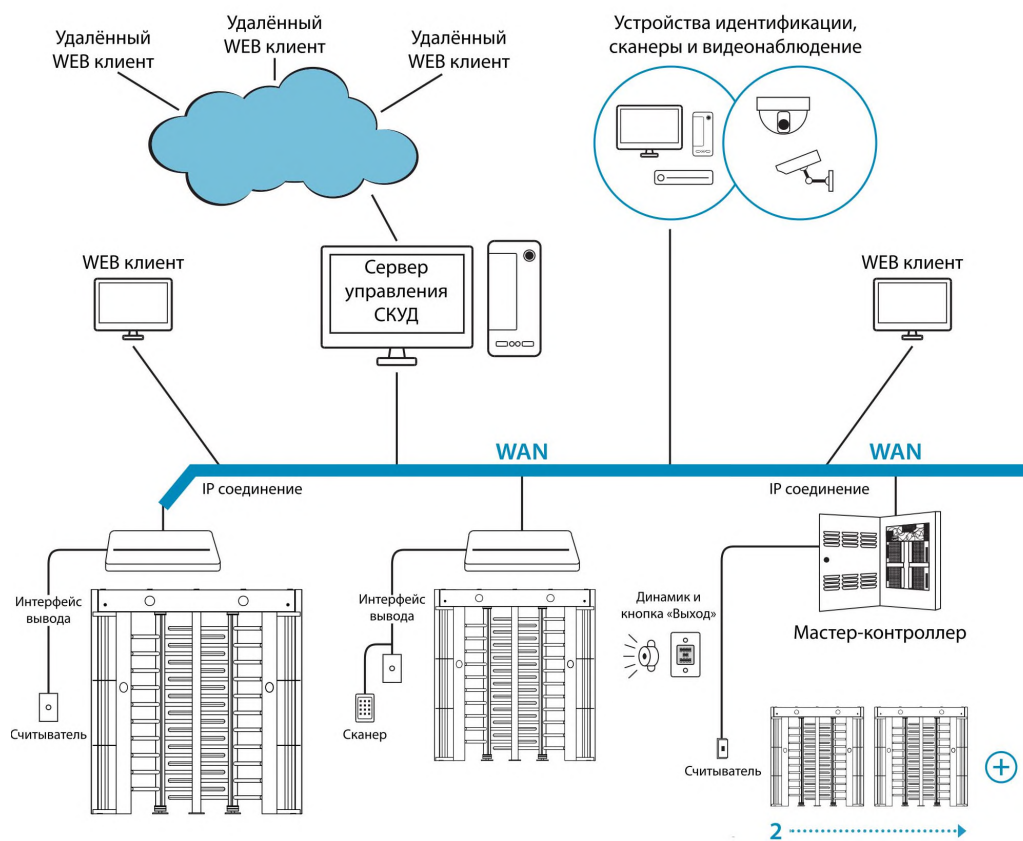 Удалённый
WEB клиент
Удалённый
WEB клиент
Удалённый
WEB клиент
Устройства идентификации,
сканеры и видеонаблюдение
WEB клиент
Сервер
управления
СКУД
WEB клиент
WAN
WAN
IP соединение
IP соединение
Интерфейс
вывода
Считыватель
Интерфейс
вывода
Сканер
Динамик и
кнопка «Выход»
Мастер-контроллер
Считыватель
2